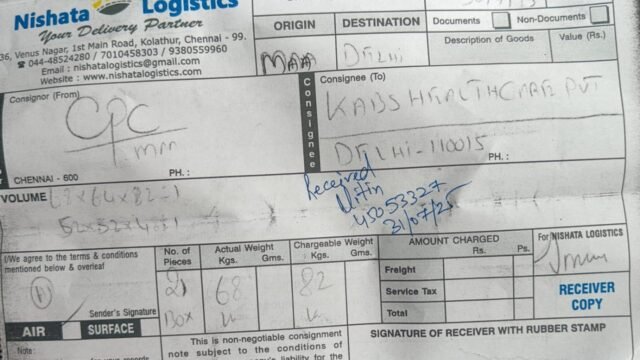 Nishata Logistics
Your Delivery Partner
36, Venus Nagar, 1st Main Road, Kolathur, Chennai - 99.
044-48524280 / 7010458303 / 9380559960
Email : nishatalogistics@gmail.com
Website : www.nishatalogistics.com
ORIGIN
DESTINATION
Documents
Non-Documents
MAA
DELHI
Description of Goods
Value (Rs.)
Consignor (From)
CPC
mm
CHENNAI - 600
PH. :
Consignee
Consignee (To)
KABS HEALTHCARE PVT
DELHI-110015
PH. :
VOLUME
52x32x4=1
Received
Nitin
31/07/25
I/We agree to the terms & conditions
mentioned below & overleaf
Sender's Signature
AIR
SURFACE
No. of
Pieces
2
BOX
Actual Weight
Kgs.
Gms.
68
Chargeable Weight
Kgs.
Gms.
82
AMOUNT CHARGED
Rs.
Ps.
Freight
Service Tax
Total
For NISHATA LOGISTICS
RECEIVER
COPY
Note:
This is non-negotiable consignment
note subject to the conditions of
SIGNATURE OF RECEIVER WITH RUBBER STAMP